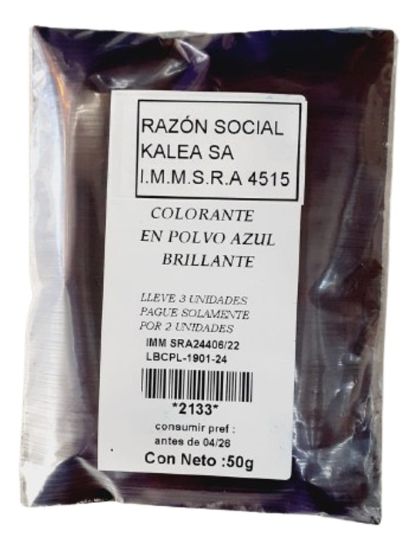 RAZÓN SOCIAL
KALEA SA
I.M.M.S.R.A 4515
COLORANTE
EN POLVO AZUL
BRILLANTE
LLEVE 3 UNIDADES
PAGUE SOLAMENTE
POR 2 UNIDADES
IMM SRA24406/22
LBCPL-1901-24
*2133*
consumir pref :
antes de 04/26
Con Neto :50g